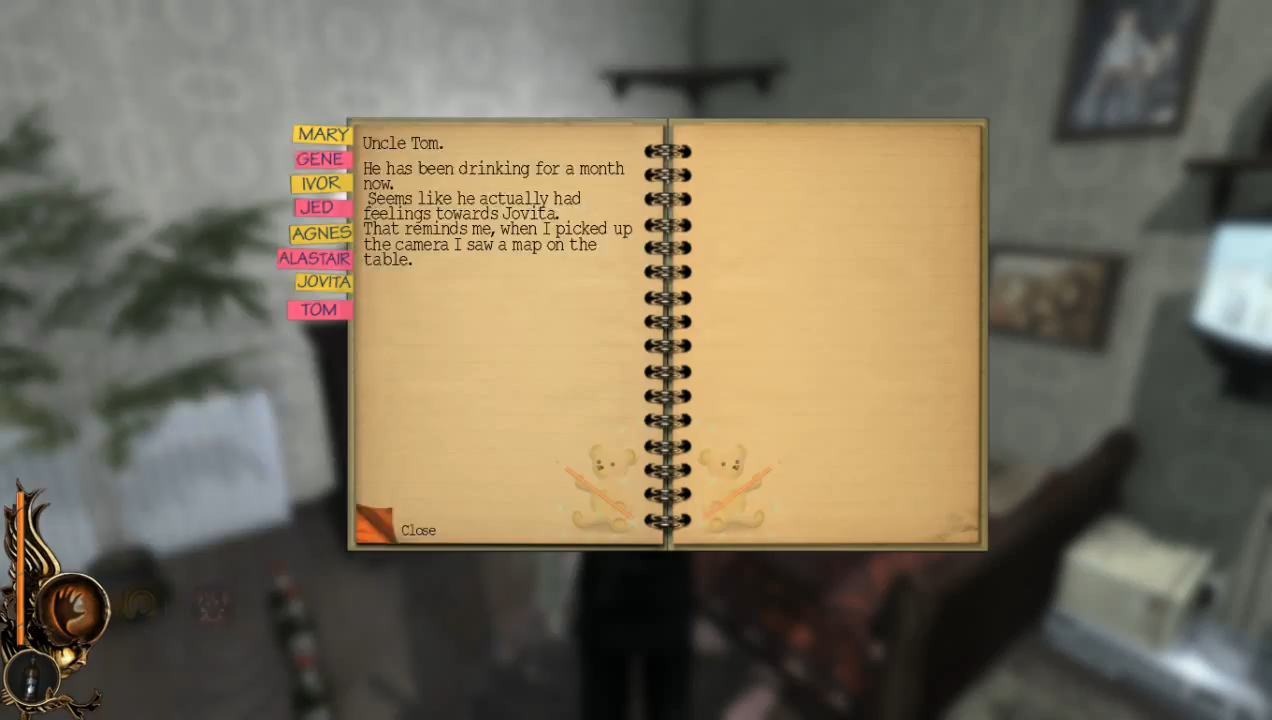 MARY
GENE
IVOR
JED
AGNES
ALASTAIR
JOVITA
TOM
Uncle Tom.
He has been drinking for a month
now.
Seems like he actually had
feelings towards Jovita.
That reminds me, when I picked up
the camera I saw a map on the
table.
Close